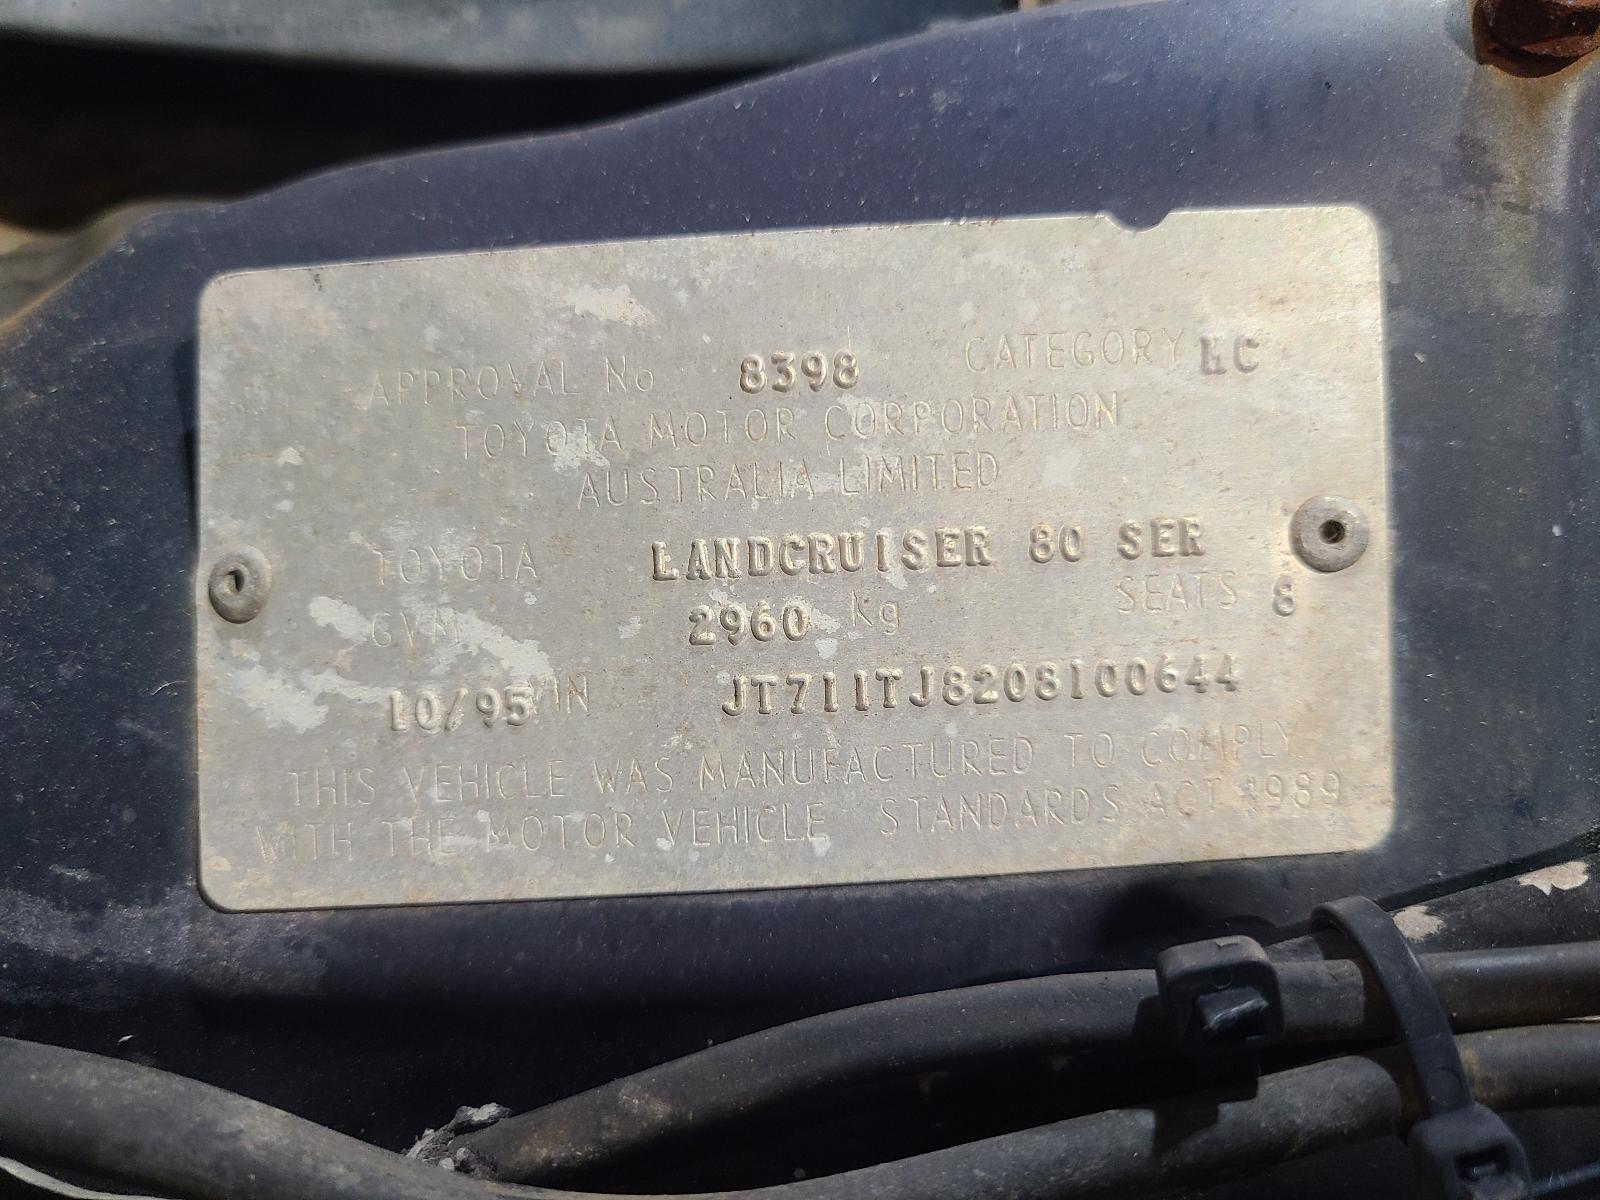 APPROVAL No 8398 CATEGORY MC
TOYOTA MOTOR CORPORATION
AUSTRALIA LIMITED
TOYOTA LANDCRUISER 80 SER
GVM 2960 Kg SEATS 8
10/95 VIN JT711TJ8208100644
THIS VEHICLE WAS MANUFACTURED TO COMPLY
WITH THE MOTOR VEHICLE STANDARDS ACT 1989